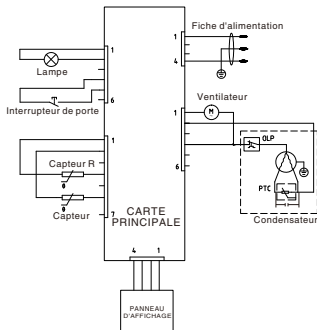 1
Lampe
Interrupteur de porte
6
1
Capteur R
θ
Capteur
θ
7
CARTE
PRINCIPALE
4 1
PANNEAU
D'AFFICHAGE
1
Fiche d'alimentation
4
Ventilateur
1
M
OLP
6
PTC
Condensateur